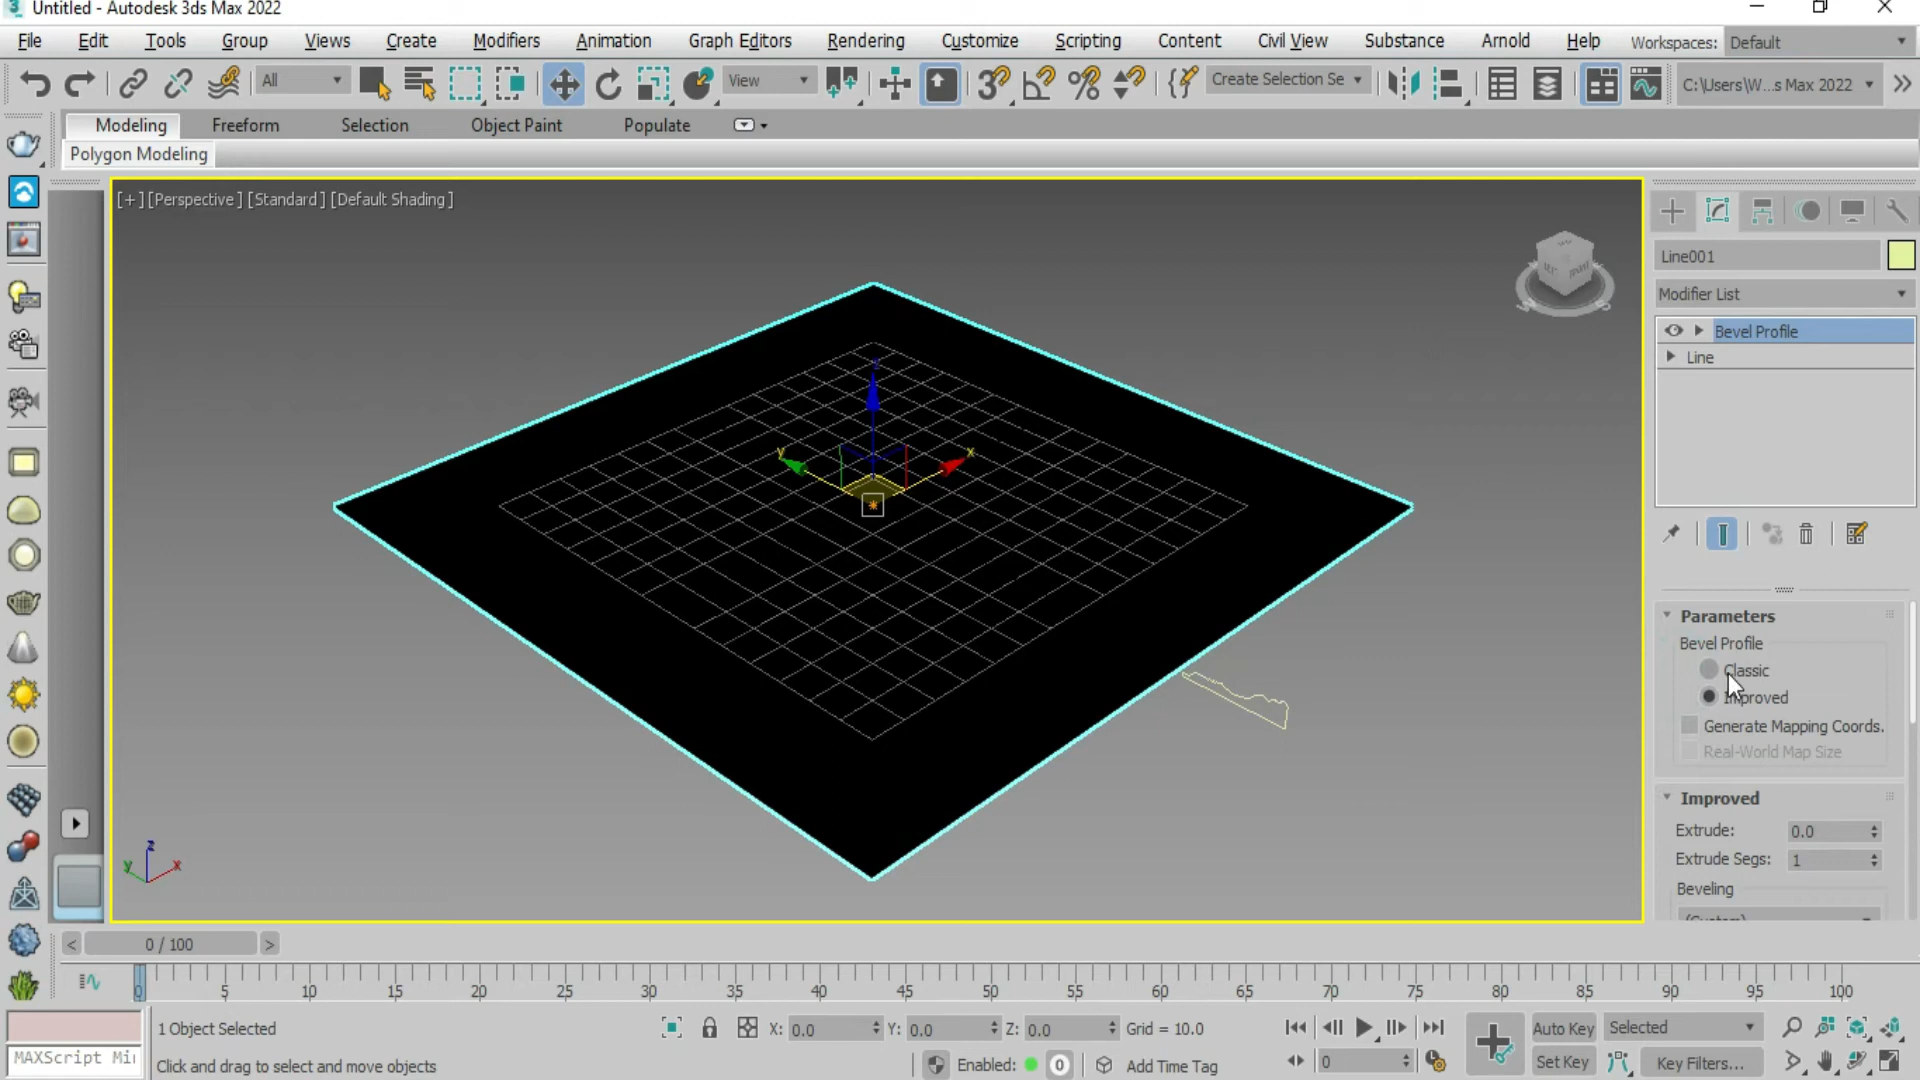 Untitled - Autodesk 3ds Max 2022
File Edit Tools Group Views Create Modifiers Animation Graph Editors Rendering Customize Scripting Content Civil View Substance Arnold Help Workspaces: Default
All View Create Selection Se C:\Users\W...s Max 2022
Modeling Freeform Selection Object Paint Populate
Polygon Modeling
[+] [Perspective] [Standard] [Default Shading]
Line001
Modifier List
Bevel Profile
Line
z
y x
Parameters
Bevel Profile
Classic
Improved
Generate Mapping Coords.
Real-World Map Size
Improved
Extrude: 0.0
Extrude Segs: 1
Beveling
(Custom)
z
y x
< 0 / 100 >
0 5 10 15 20 25 30 35 40 45 50 55 60 65 70 75 80 85 90 95 100
1 Object Selected X: 0.0 Y: 0.0 Z: 0.0 Grid = 10.0 Auto Key Selected
MAXScript Mi Click and drag to select and move objects Enabled: 0 Add Time Tag 0 Set Key Key Filters...